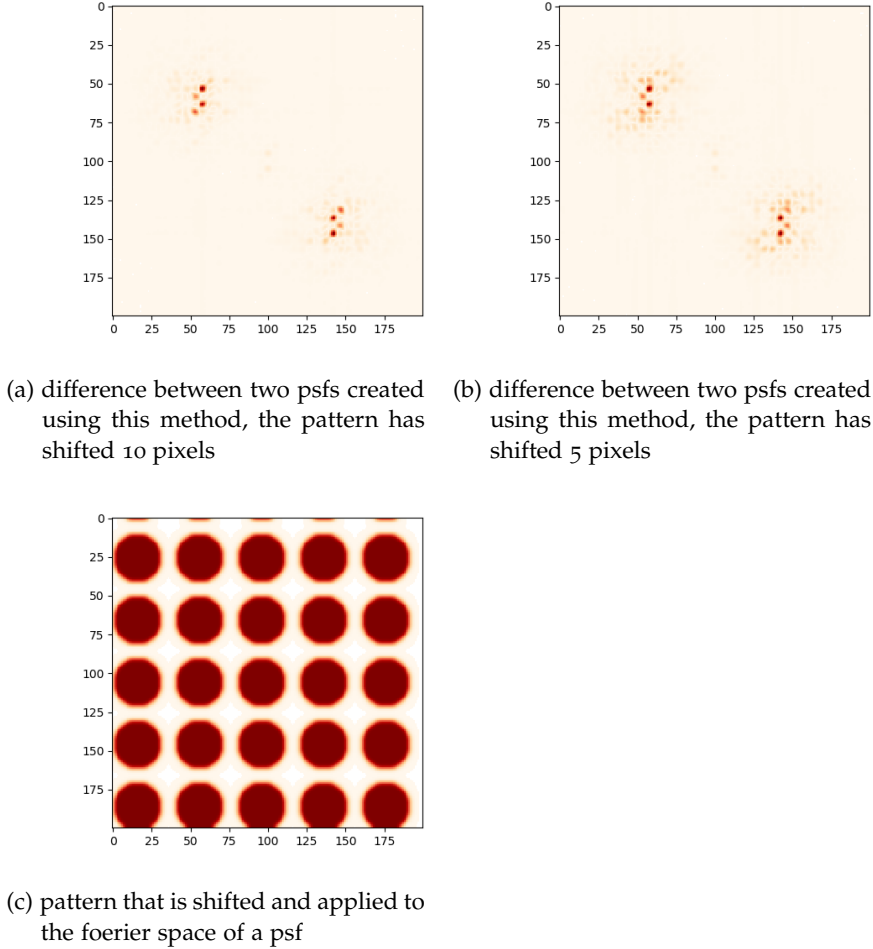 0
25
50
75
100
125
150
175
0 25 50 75 100 125 150 175
0
25
50
75
100
125
150
175
0 25 50 75 100 125 150 175
(a) difference between two psfs created
using this method, the pattern has
shifted 10 pixels
(b) difference between two psfs created
using this method, the pattern has
shifted 5 pixels
0
25
50
75
100
125
150
175
0 25 50 75 100 125 150 175
(c) pattern that is shifted and applied to
the foerier space of a psf